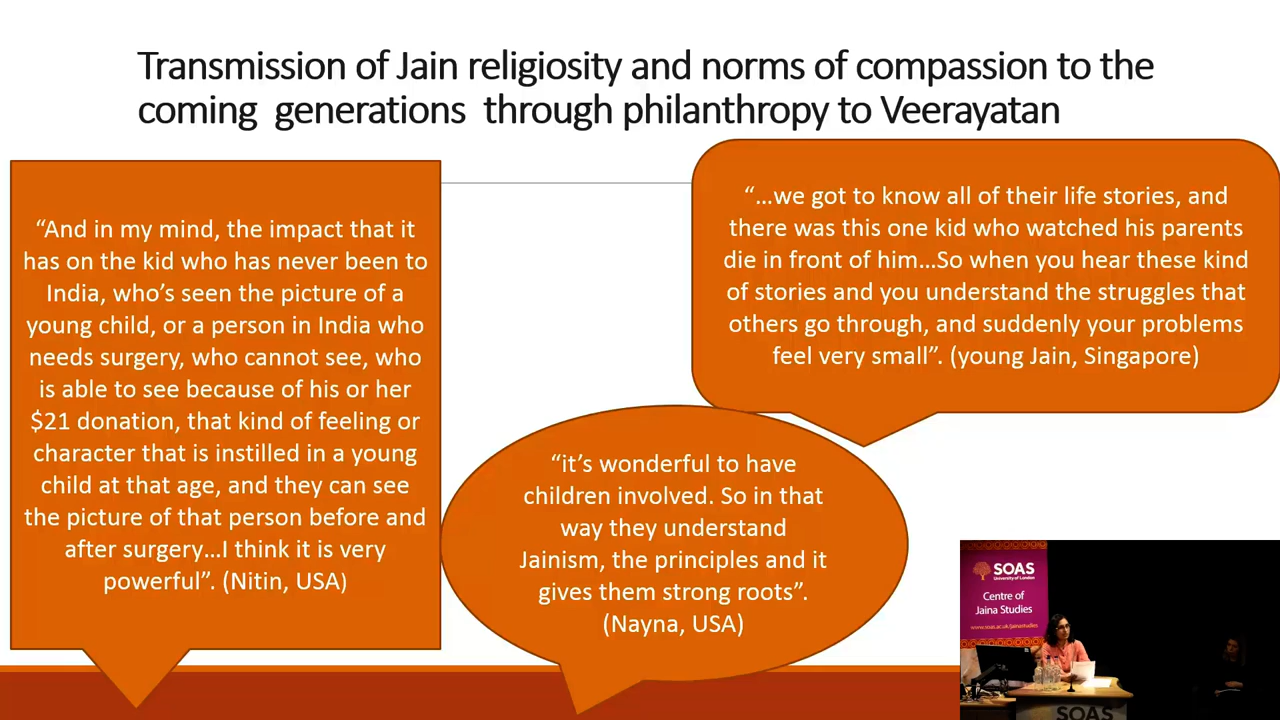 Transmission of Jain religiosity and norms of compassion to the
coming generations through philanthropy to Veerayatan
“And in my mind, the impact that it
has on the kid who has never been to
India, who’s seen the picture of a
young child, or a person in India who
needs surgery, who cannot see, who
is able to see because of his or her
$21 donation, that kind of feeling or
character that is instilled in a young
child at that age, and they can see
the picture of that person before and
after surgery…I think it is very
powerful”. (Nitin, USA)
“…we got to know all of their life stories, and
there was this one kid who watched his parents
die in front of him…So when you hear these kind
of stories and you understand the struggles that
others go through, and suddenly your problems
feel very small”. (young Jain, Singapore)
“it’s wonderful to have
children involved. So in that
way they understand
Jainism, the principles and it
gives them strong roots”.
(Nayna, USA)
SOAS
University of London
Centre of
Jaina Studies
www.soas.ac.uk/jainastudies
SOAS